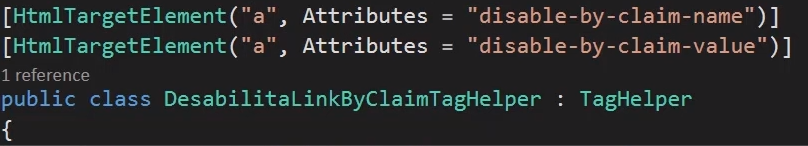 [HtmlTargetElement("a", Attributes = "disable-by-claim-name")]
[HtmlTargetElement("a", Attributes = "disable-by-claim-value")]
1 reference
public class DesabilitaLinkByClaimTagHelper : TagHelper
{